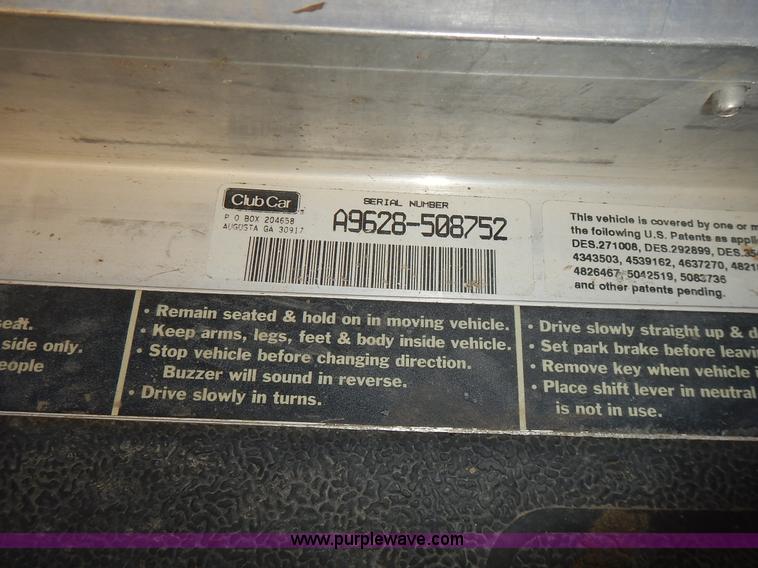 Club Car
P O BOX 204658
AUGUSTA GA 30917
SERIAL NUMBER
A9628-508752
This vehicle is covered by one or
the following U.S. Patents as
DES.271008, DES.292899,
4343503, 4539162, 4637270,
4826467, 5042519, 5083736
and other patents pending.
side only.
• Remain seated & hold on in moving vehicle.
• Keep arms, legs, feet & body inside vehicle.
• Stop vehicle before changing direction.
Buzzer will sound in reverse.
• Drive slowly in turns.
• Drive slowly straight up &
• Set park brake before
• Remove key when vehicle
• Place shift lever in neutral
is not in use.
www.purplewave.com